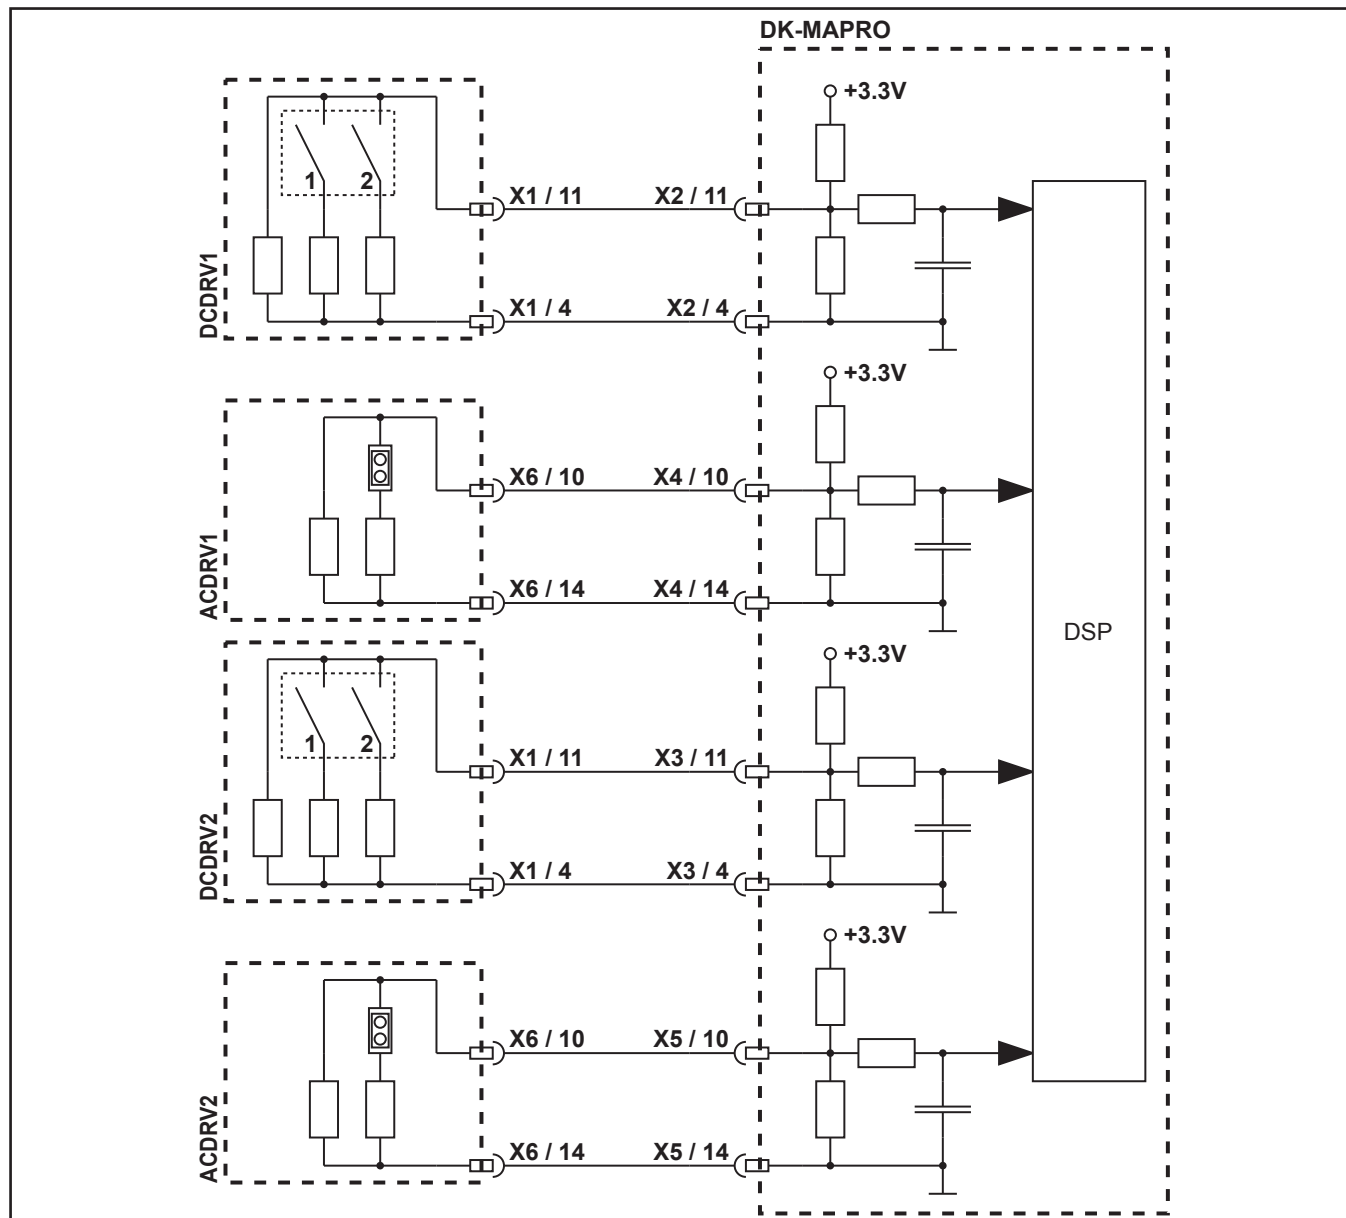 DK-MAPRO
+3.3V
1 2
X1 / 11 X2 / 11
DCDRV1
X1 / 4 X2 / 4
+3.3V
X6 / 10 X4 / 10
ACDRV1
X6 / 14 X4 / 14
DSP
+3.3V
1 2
X1 / 11 X3 / 11
DCDRV2
X1 / 4 X3 / 4
+3.3V
X6 / 10 X5 / 10
ACDRV2
X6 / 14 X5 / 14